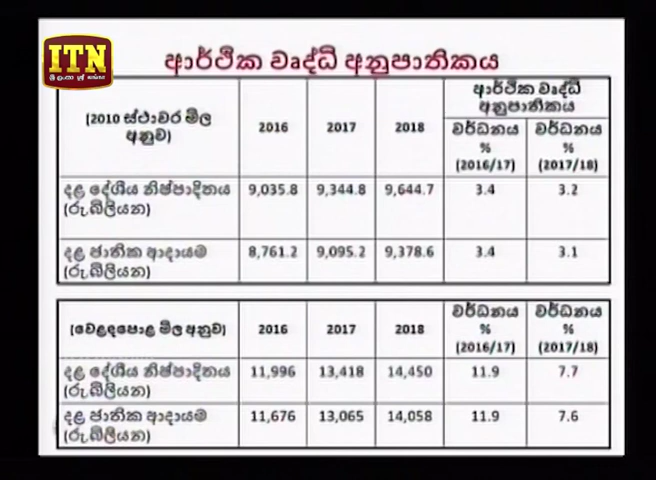 ITN
ශ්‍රී ලංකා ප්‍රථම
ආර්ථික වෘද්ධි අනුපාතිකය
(2010 ස්ථාවර මිල අනුව) 2016 2017 2018 ආර්ථික වෘද්ධි අනුපාතිකය
වර්ධනය % (2016/17) වර්ධනය % (2017/18)
දළ දේශීය නිෂ්පාදිතය (රු.බිලියන) 9,035.8 9,344.8 9,644.7 3.4 3.2
දළ ජාතික ආදායම (රු.බිලියන) 8,761.2 9,095.2 9,378.6 3.4 3.1
(වෙළඳපොළ මිල අනුව) 2016 2017 2018 වර්ධනය % (2016/17) වර්ධනය % (2017/18)
දළ දේශීය නිෂ්පාදිතය (රු.බිලියන) 11,996 13,418 14,450 11.9 7.7
දළ ජාතික ආදායම (රු.බිලියන) 11,676 13,065 14,058 11.9 7.6